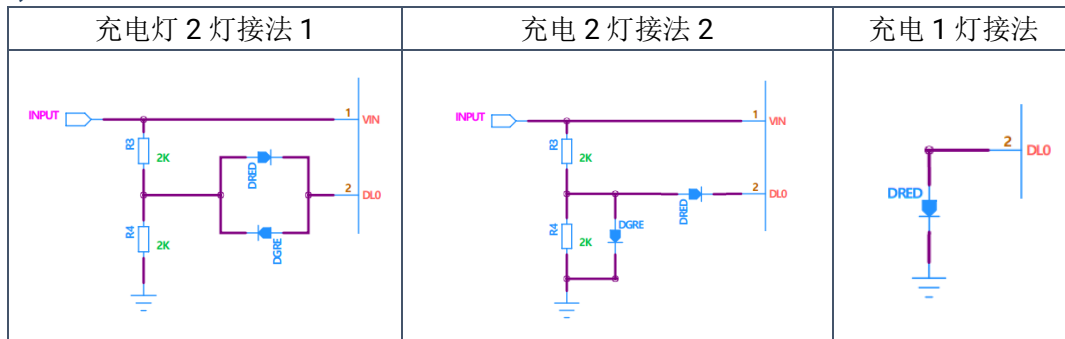 充电灯 2 灯接法 1
充电 2 灯接法 2
充电 1 灯接法
INPUT
1
VIN
R3
2K
DRED
2
DL0
DGRE
R4
2K
INPUT
1
VIN
R3
2K
2
DL0
DRED
DGRE
R4
2K
2
DL0
DRED